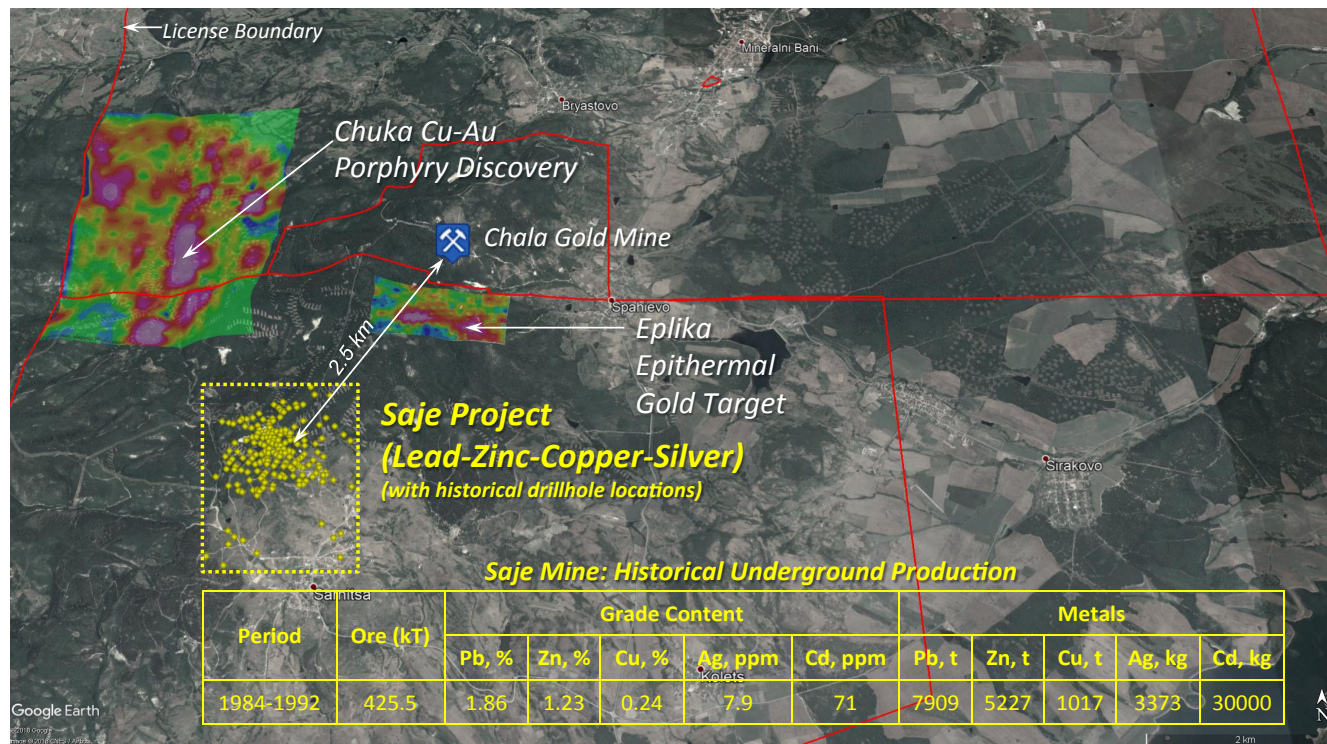 License Boundary
Mineralni Bani
Bryastovo
Chuka Cu-Au
Porphyry Discovery
Chala Gold Mine
Spahievo
Eplika
Epithermal
Gold Target
2.5 km
Saje Project
(Lead-Zinc-Copper-Silver)
(with historical drillhole locations)
Sirakovo
Saje Mine: Historical Underground Production
Sarnitsa
Period Ore (kT) Grade Content Metals
Pb, % Zn, % Cu, % Ag, ppm Cd, ppm Pb, t Zn, t Cu, t Ag, kg Cd, kg
Kolets
1984-1992 425.5 1.86 1.23 0.24 7.9 71 7909 5227 1017 3373 30000
Google Earth
N
2 km